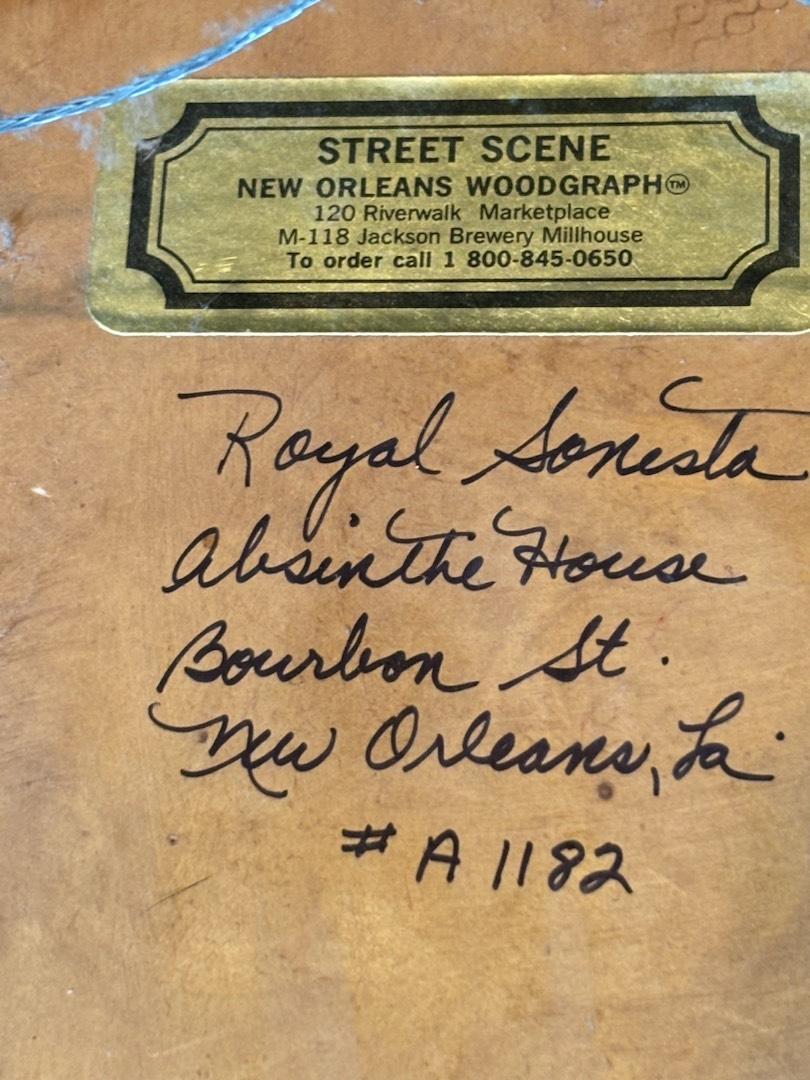 STREET SCENE
NEW ORLEANS WOODGRAPH™
120 Riverwalk Marketplace
M-118 Jackson Brewery Millhouse
To order call 1 800-845-0650
Royal Sonesta
Absinthe House
Bourbon St.
New Orleans, La.
# A 1182